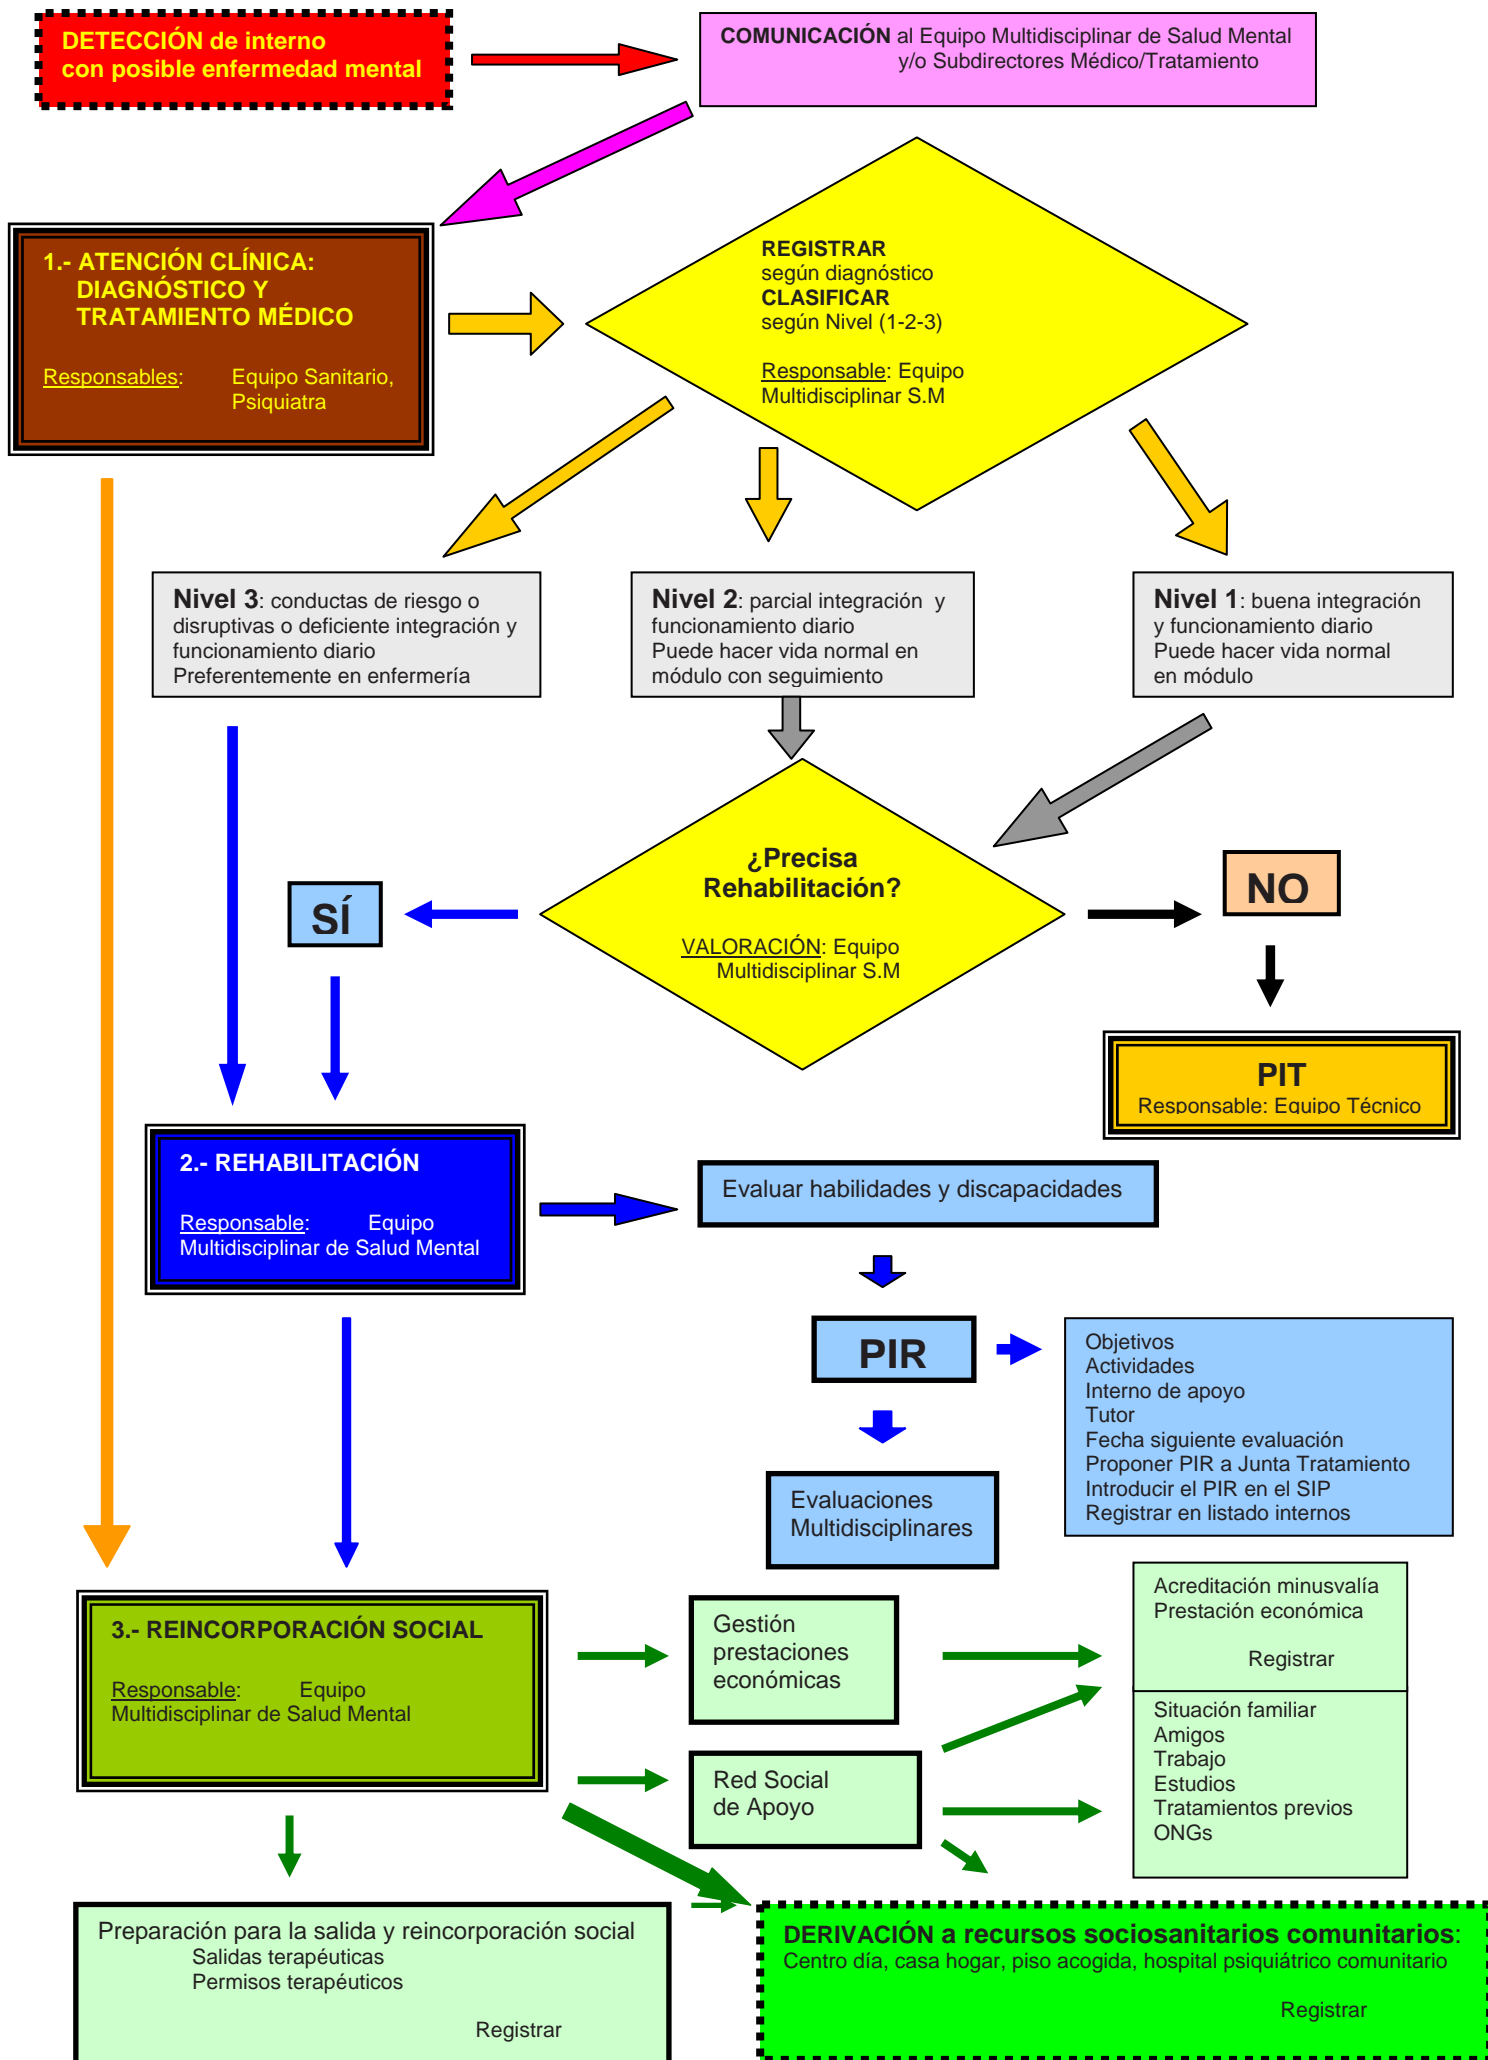 DETECCIÓN de interno
con posible enfermedad mental
COMUNICACIÓN al Equipo Multidisciplinar de Salud Mental
y/o Subdirectores Médico/Tratamiento
1.- ATENCIÓN CLÍNICA:
DIAGNÓSTICO Y
TRATAMIENTO MÉDICO
Responsables: Equipo Sanitario,
Psiquiatra
REGISTRAR
según diagnóstico
CLASIFICAR
según Nivel (1-2-3)
Responsable: Equipo
Multidisciplinar S.M
Nivel 3: conductas de riesgo o
disruptivas o deficiente integración y
funcionamiento diario
Preferentemente en enfermería
Nivel 2: parcial integración y
funcionamiento diario
Puede hacer vida normal en
módulo con seguimiento
Nivel 1: buena integración
y funcionamiento diario
Puede hacer vida normal
en módulo
¿Precisa
Rehabilitación?
VALORACIÓN: Equipo
Multidisciplinar S.M
SÍ
NO
PIT
Responsable: Equipo Técnico
2.- REHABILITACIÓN
Responsable: Equipo
Multidisciplinar de Salud Mental
Evaluar habilidades y discapacidades
PIR
Objetivos
Actividades
Interno de apoyo
Tutor
Fecha siguiente evaluación
Proponer PIR a Junta Tratamiento
Introducir el PIR en el SIP
Registrar en listado internos
Evaluaciones
Multidisciplinares
3.- REINCORPORACIÓN SOCIAL
Responsable: Equipo
Multidisciplinar de Salud Mental
Gestión
prestaciones
económicas
Acreditación minusvalía
Prestación económica
Registrar
Red Social
de Apoyo
Situación familiar
Amigos
Trabajo
Estudios
Tratamientos previos
ONGs
Preparación para la salida y reincorporación social
Salidas terapéuticas
Permisos terapéuticos
Registrar
DERIVACIÓN a recursos sociosanitarios comunitarios:
Centro día, casa hogar, piso acogida, hospital psiquiátrico comunitario
Registrar